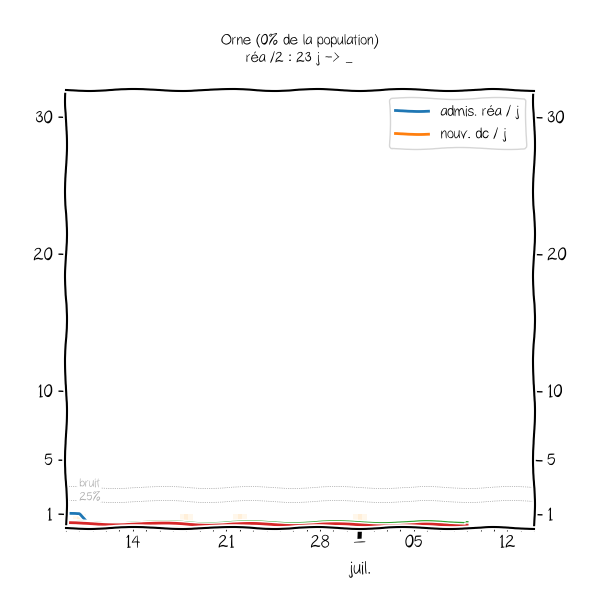 Orne (0% de la population)
réa /2 : 23 j -> _
admis. réa / j
nouv. dc / j
30
30
20
20
10
10
5
5
bruit
25%
1
1
14
21
28
05
12
juil.